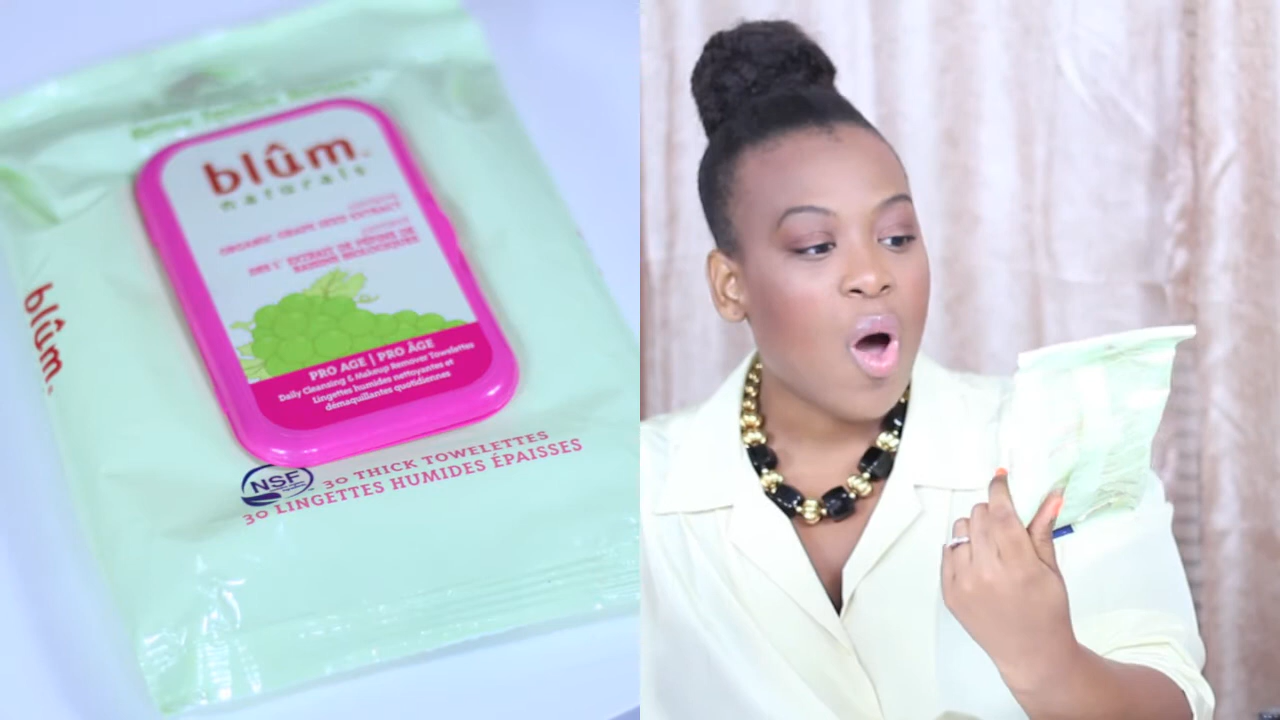 blûm
naturals
ORGANIC GRAPE SEED EXTRACT
PRO AGE | PRO ÂGE
Daily Cleansing & Makeup Remover Towelettes
Lingettes humides nettoyantes et
démaquillantes quotidiennes
blûm
NSF
30 THICK TOWELETTES
30 LINGETTES HUMIDES ÉPAISSES